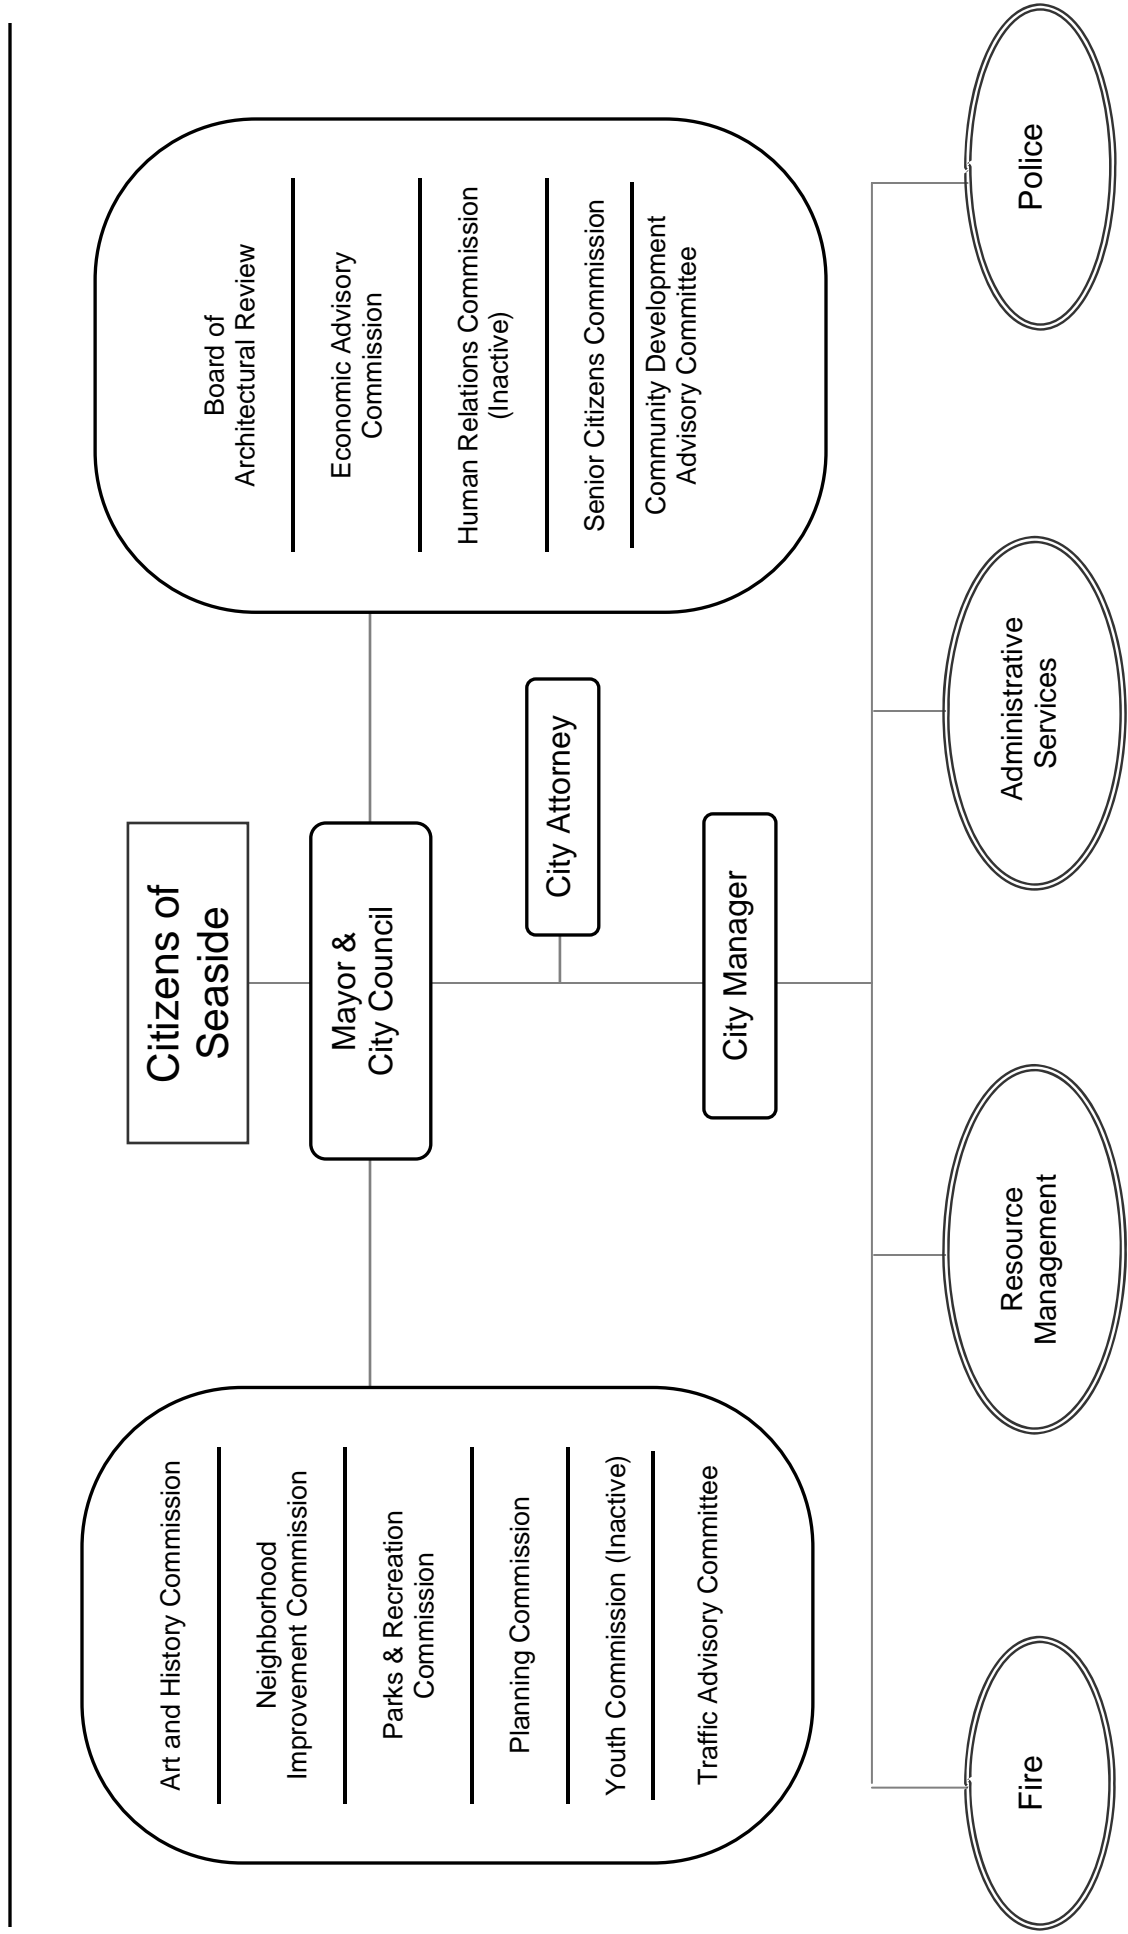 Citizens of
Seaside
Mayor &
City Council
City Attorney
City Manager
Art and History Commission
Neighborhood
Improvement Commission
Parks & Recreation
Commission
Planning Commission
Youth Commission (Inactive)
Traffic Advisory Committee
Board of
Architectural Review
Economic Advisory
Commission
Human Relations Commission
(Inactive)
Senior Citizens Commission
Community Development
Advisory Committee
Fire
Resource
Management
Administrative
Services
Police